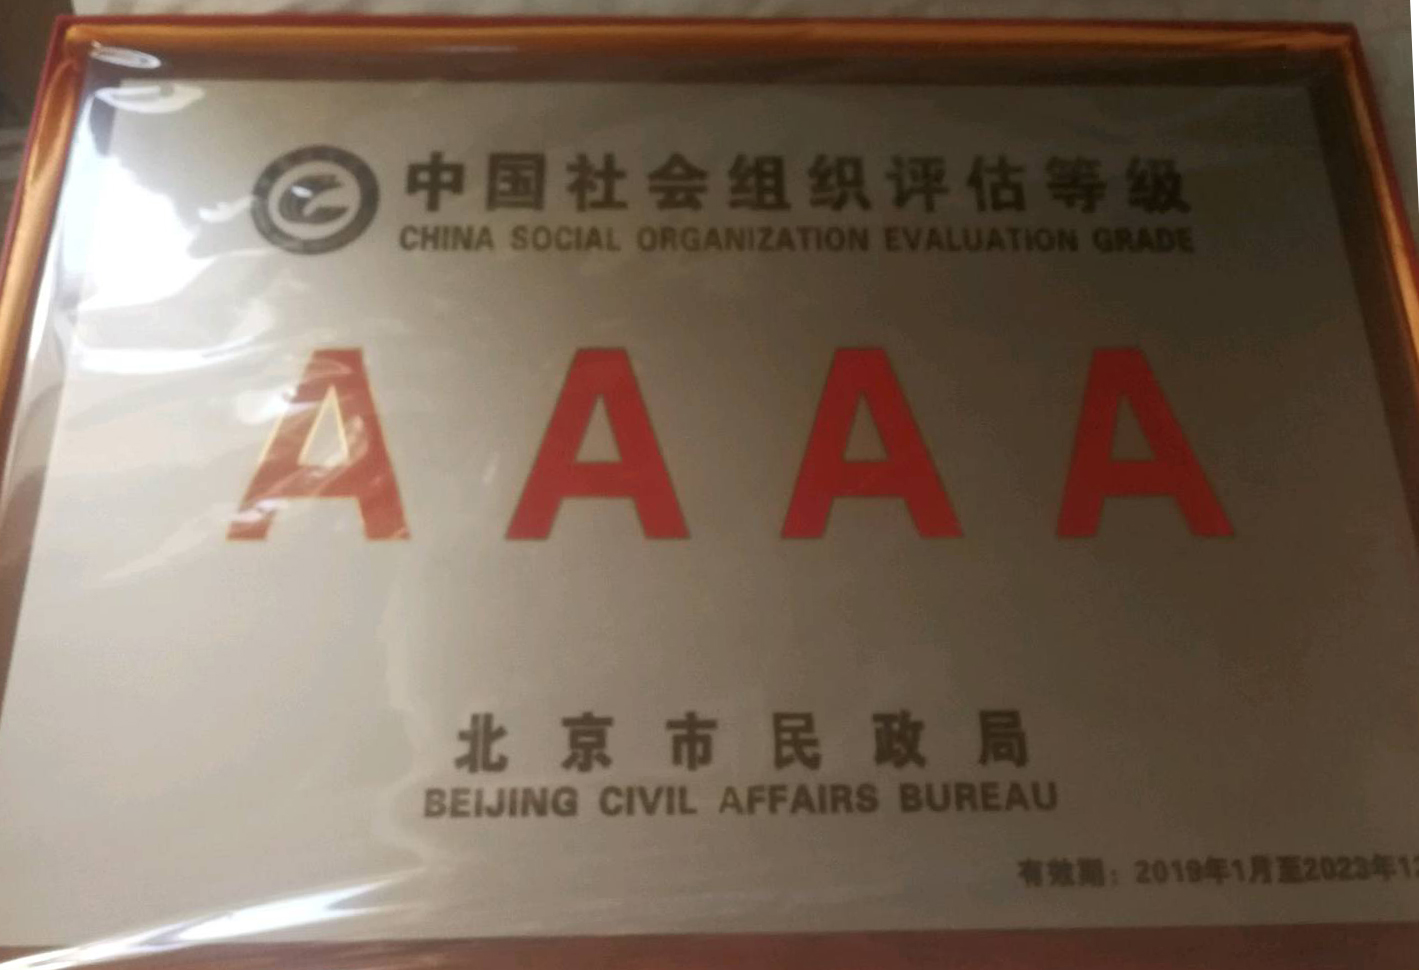 中国社会组织评估等级
CHINA SOCIAL ORGANIZATION EVALUATION GRADE
AAAA
北京市民政局
BEIJING CIVIL AFFAIRS BUREAU
有效期：2019年1月至2023年12